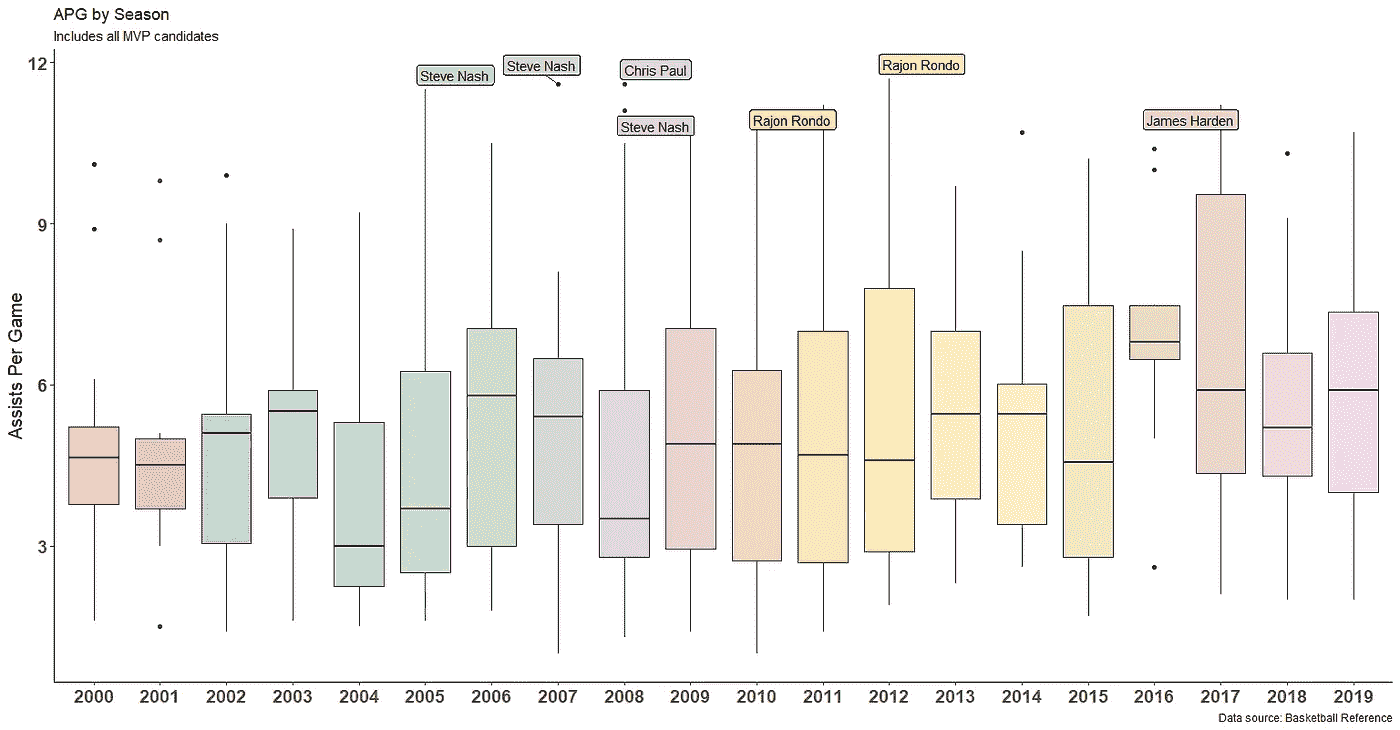 APG by Season
Includes all MVP candidates
12
9
6
3
Assists Per Game
Steve Nash
Steve Nash
Chris Paul
Steve Nash
Rajon Rondo
Rajon Rondo
James Harden
2000 2001 2002 2003 2004 2005 2006 2007 2008 2009 2010 2011 2012 2013 2014 2015 2016 2017 2018 2019
Data source: Basketball Reference